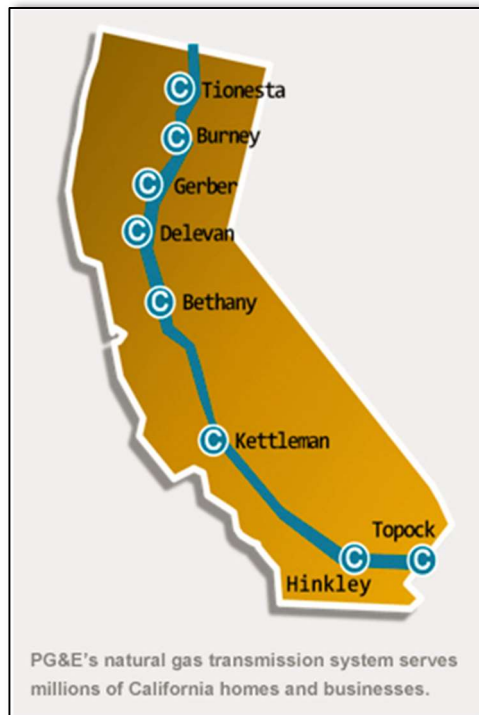 C Tionesta
C Burney
C Gerber
C Delevan
C Bethany
C Kettleman
Topock
C C
Hinkley
PG&E's natural gas transmission system serves
millions of California homes and businesses.